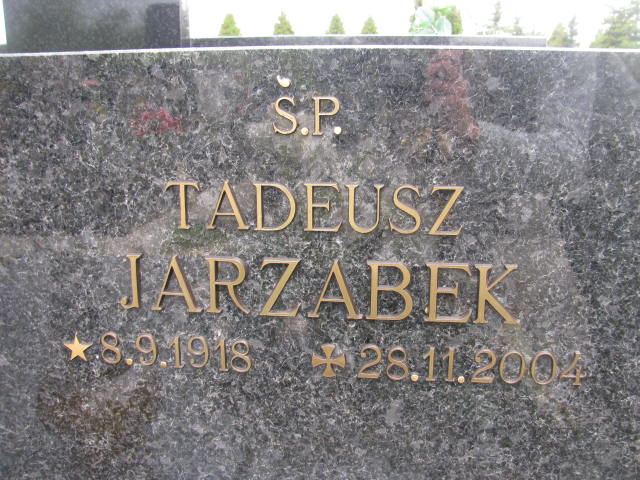 Ś.P.
TADEUSZ
JARZABEK
8.9.1918 28.11.2004